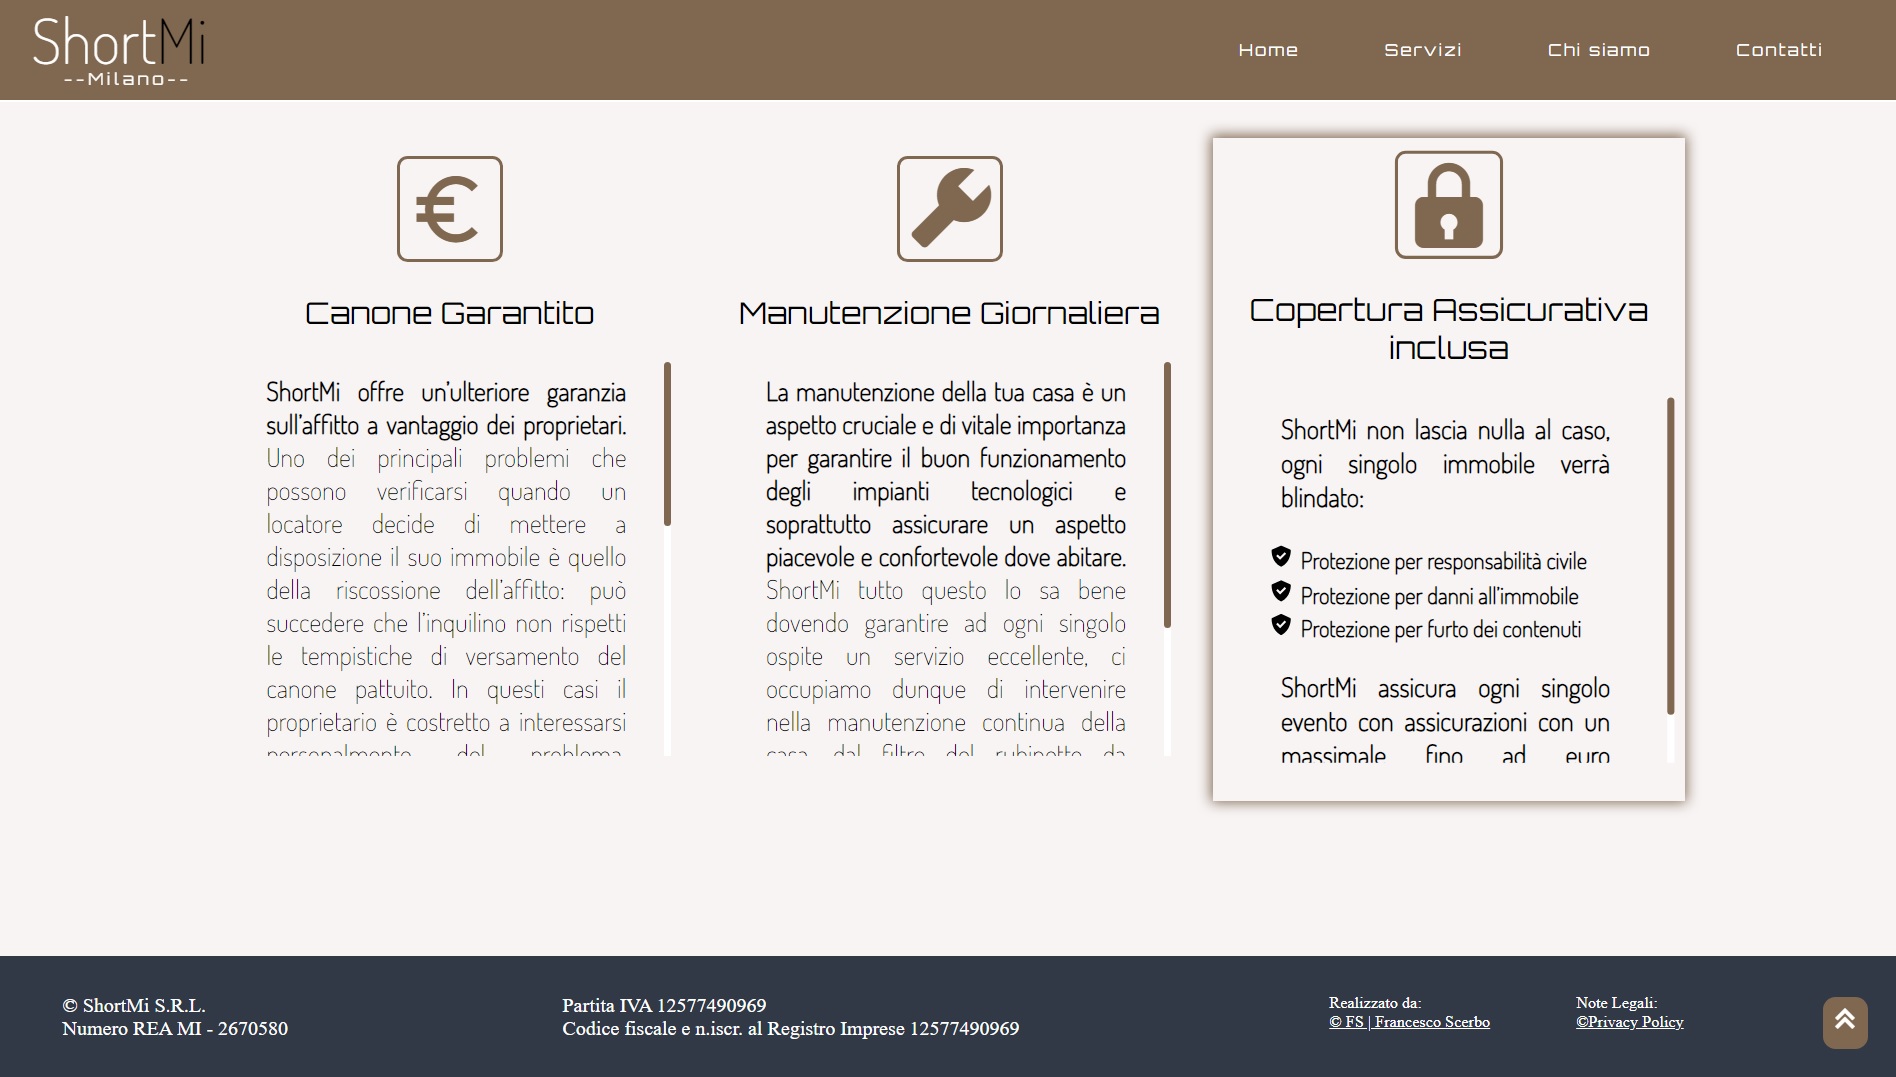 ShortMi
--Milano--
Home
Servizi
Chi siamo
Contatti
Canone Garantito
ShortMi offre un'ulteriore garanzia
sull'affitto a vantaggio dei proprietari.
Uno dei principali problemi che
possono verificarsi quando un
locatore decide di mettere a
disposizione il suo immobile è quello
della riscossione dell'affitto: può
succedere che l'inquilino non rispetti
le tempistiche di versamento del
canone pattuito. In questi casi il
proprietario è costretto a interessarsi
personalmente del problema,
Manutenzione Giornaliera
La manutenzione della tua casa è un
aspetto cruciale e di vitale importanza
per garantire il buon funzionamento
degli impianti tecnologici e
soprattutto assicurare un aspetto
piacevole e confortevole dove abitare.
ShortMi tutto questo lo sa bene
dovendo garantire ad ogni singolo
ospite un servizio eccellente, ci
occupiamo dunque di intervenire
nella manutenzione continua della
casa, dal filtro del rubinetto da
Copertura Assicurativa
inclusa
ShortMi non lascia nulla al caso,
ogni singolo immobile verrà
blindato:
Protezione per responsabilità civile
Protezione per danni all'immobile
Protezione per furto dei contenuti
ShortMi assicura ogni singolo
evento con assicurazioni con un
massimale fino ad euro
© ShortMi S.R.L.
Numero REA MI - 2670580
Partita IVA 12577490969
Codice fiscale e n.iscr. al Registro Imprese 12577490969
Realizzato da:
© FS | Francesco Scerbo
Note Legali:
©Privacy Policy